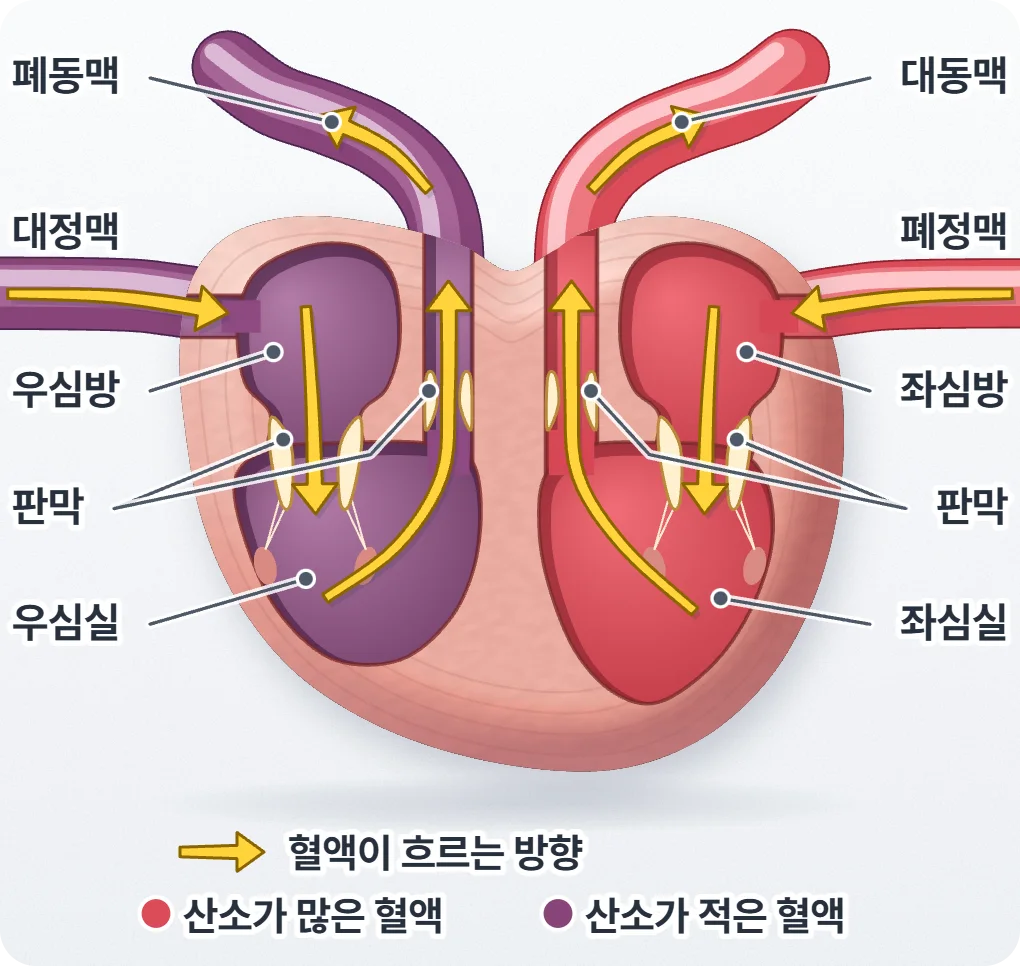 폐동맥
대동맥
대정맥
폐정맥
우심방
좌심방
판막
판막
우심실
좌심실
혈액이 흐르는 방향
산소가 많은 혈액
산소가 적은 혈액